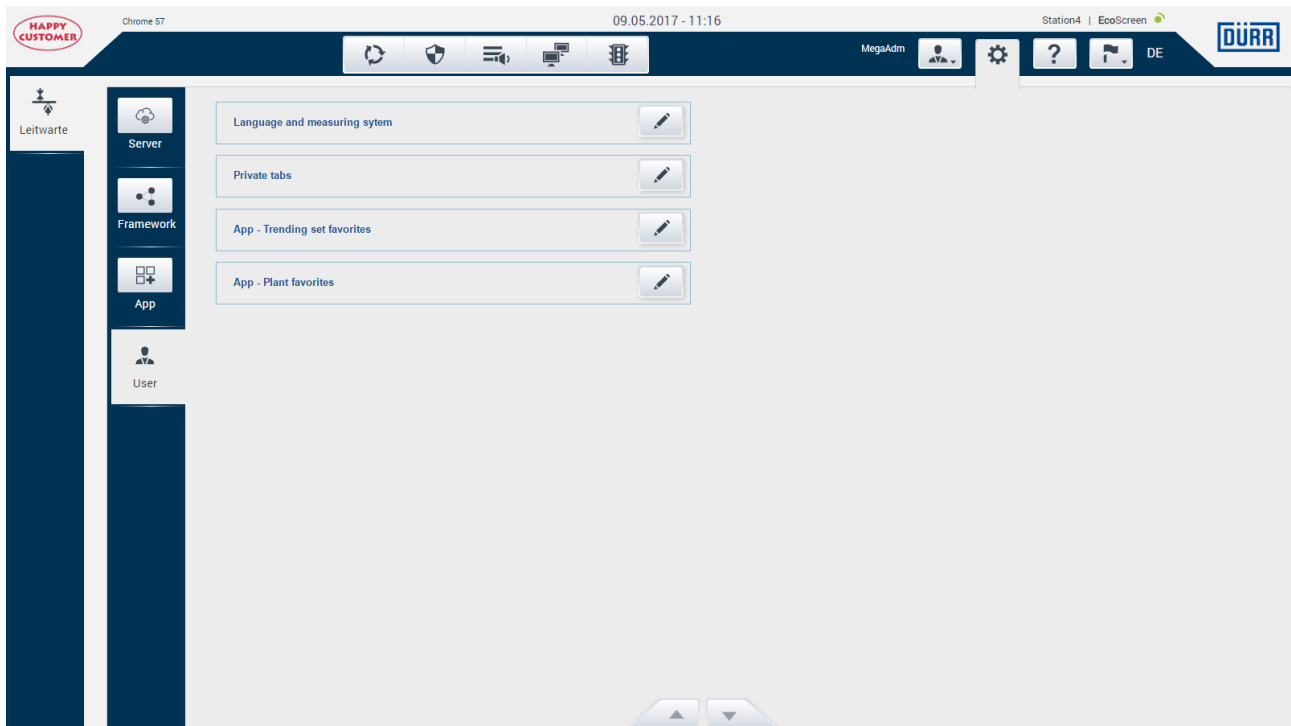 HAPPY
CUSTOMER
Chrome 57
09.05.2017 - 11:16
Station4 | EcoScreen
DÜRR
MegaAdm
?
DE
Leitwarte
Server
Framework
App
User
Language and measuring sytem
Private tabs
App - Trending set favorites
App - Plant favorites